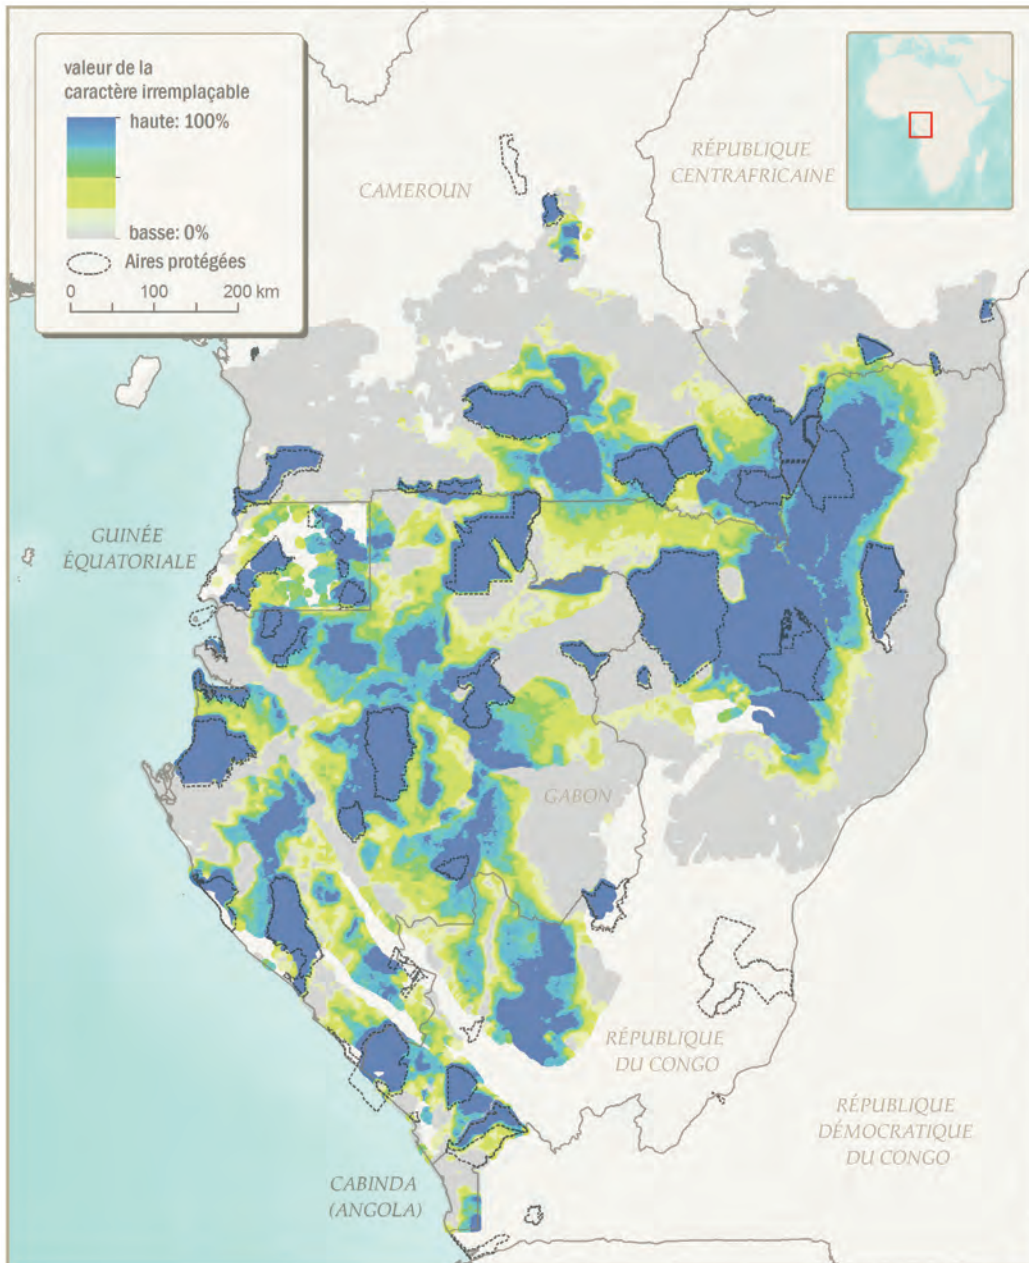 valeur de la
caractère irremplaçable
haute: 100%
basse: 0%
Aires protégées
0 100 200 km
CAMEROUN
RÉPUBLIQUE
CENTRAFRICAINE
GUINÉE
ÉQUATORIALE
GABON
RÉPUBLIQUE
DU CONGO
RÉPUBLIQUE
DÉMOCRATIQUE
DU CONGO
CABINDA
(ANGOLA)